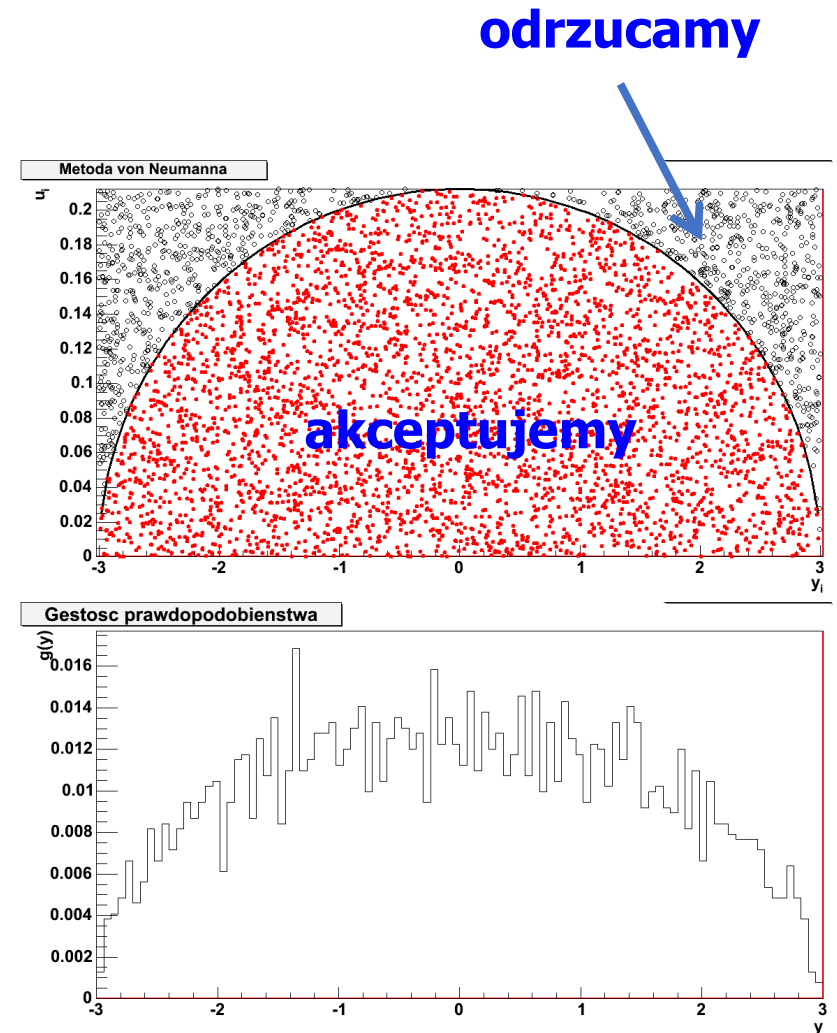 odrzucamy
Metoda von Neumanna
uᵢ
0.2
0.18
0.16
0.14
0.12
0.1
0.08
0.06
0.04
0.02
0
akceptujemy
-3 -2 -1 0 1 2 3
yᵢ
Gestosc prawdopodobienstwa
g(y)
0.016
0.014
0.012
0.01
0.008
0.006
0.004
0.002
0
-3 -2 -1 0 1 2 3
y